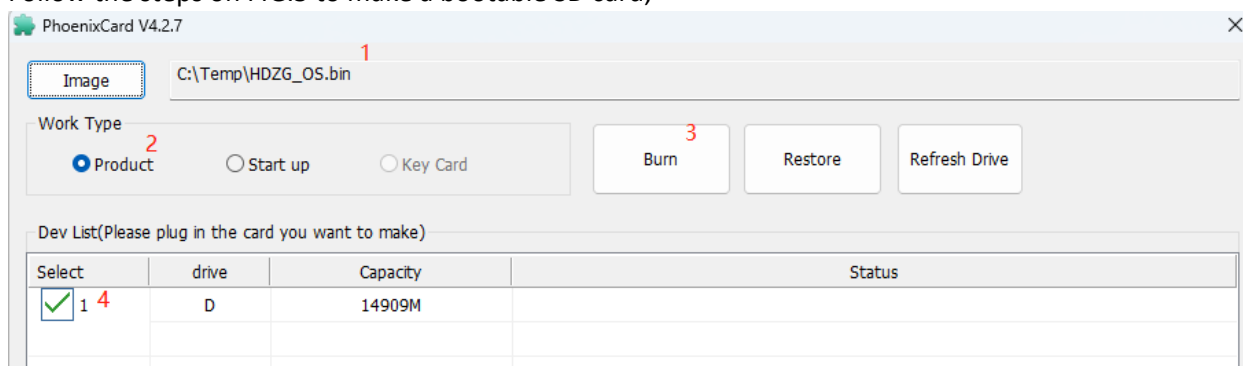 PhoenixCard V4.2.7
1
Image C:\Temp\HDZG_OS.bin
Work Type
2 3
Product Start up Key Card Burn Restore Refresh Drive
Dev List(Please plug in the card you want to make)
Select drive Capacity Status
1 4 D 14909M